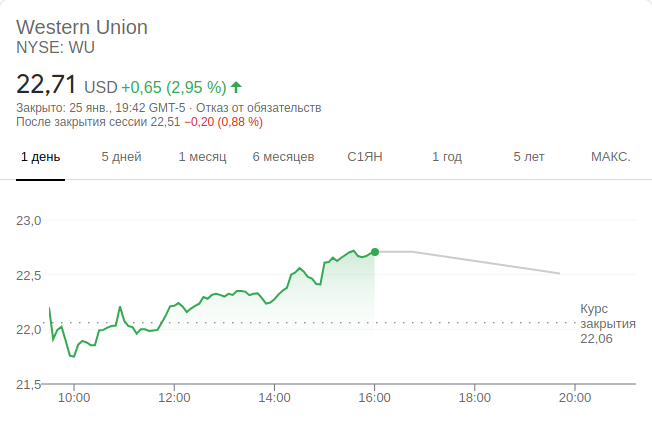 Western Union
NYSE: WU
22,71 USD +0,65 (2,95 %)
Закрыто: 25 янв., 19:42 GMT-5 · Отказ от обязательств
После закрытия сессии 22,51 −0,20 (0,88 %)
1 день 5 дней 1 месяц 6 месяцев С1ЯН 1 год 5 лет МАКС.
23,0
22,5
22,0
21,5
Курс
закрытия
22,06
10:00 12:00 14:00 16:00 18:00 20:00